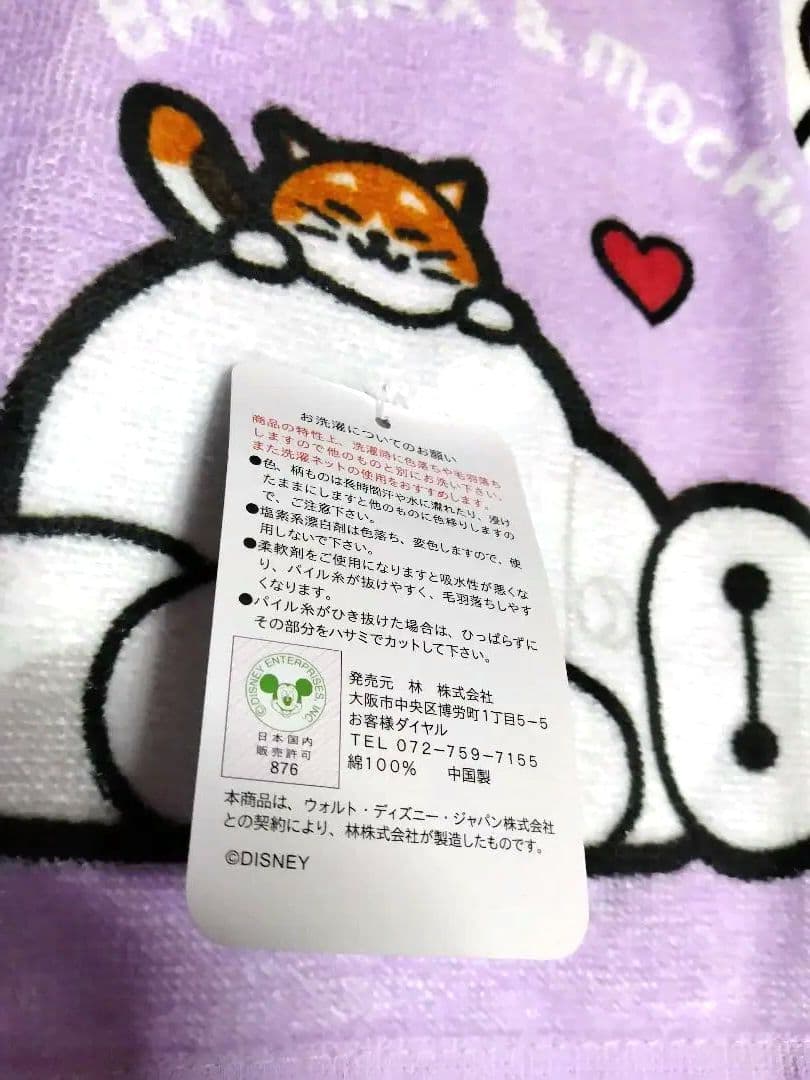 BAYMAX & MOCHI
お洗濯についてのお願い
商品の特性上、洗濯時に色落ちや毛羽落ち
しますので他のものと別にお洗い下さい。
また洗濯ネットの使用をおすすめします。
●色、柄ものは長時間汗や水に濡れたり、浸け
たままにしますと他のものに色移りしますの
で、ご注意下さい。
●塩素系漂白剤は色落ち、変色しますので、使
用しないで下さい。
●柔軟剤をご使用になりますと吸水性が悪くな
り、パイル糸が抜けやすく、毛羽落ちしやす
くなります。
●パイル糸がひき抜けた場合は、ひっぱらずに
その部分をハサミでカットして下さい。
©DISNEY ENTERPRISES INC
日本国内
販売許可
876
発売元 林 株式会社
大阪市中央区博労町1丁目5-5
お客様ダイヤル
TEL 072-759-7155
綿100% 中国製
本商品は、ウォルト・ディズニー・ジャパン株式会社
との契約により、林株式会社が製造したものです。
©DISNEY